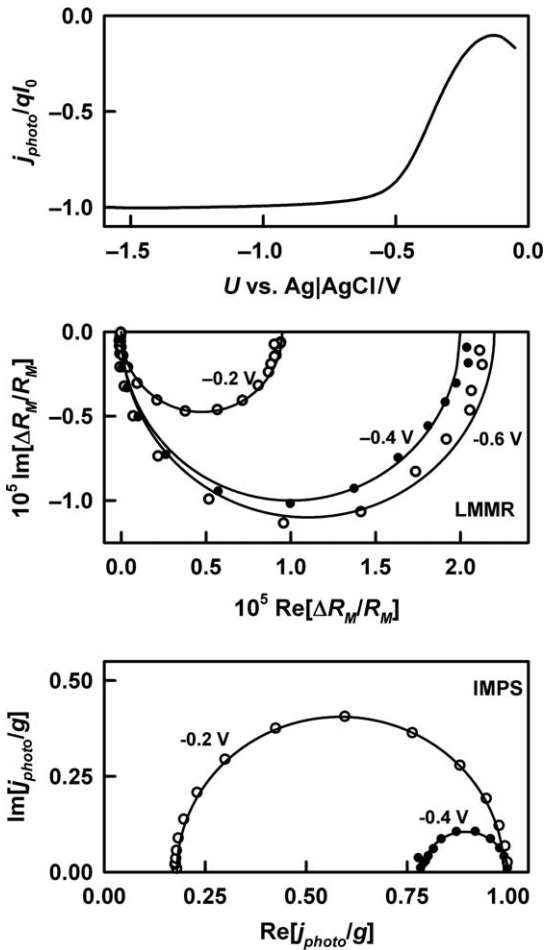 0.0
−0.5
−1.0
j_photo/qI_0
−1.5 −1.0 −0.5 0.0
U vs. Ag|AgCl/V
0.0
−0.5
−1.0
10^5 Im[ΔR_M/R_M]
−0.2 V
−0.4 V
-0.6 V
LMMR
0.0 0.5 1.0 1.5 2.0
10^5 Re[ΔR_M/R_M]
0.50
0.25
0.00
Im[j_photo/g]
IMPS
-0.2 V
-0.4 V
0.00 0.25 0.50 0.75 1.00
Re[j_photo/g]